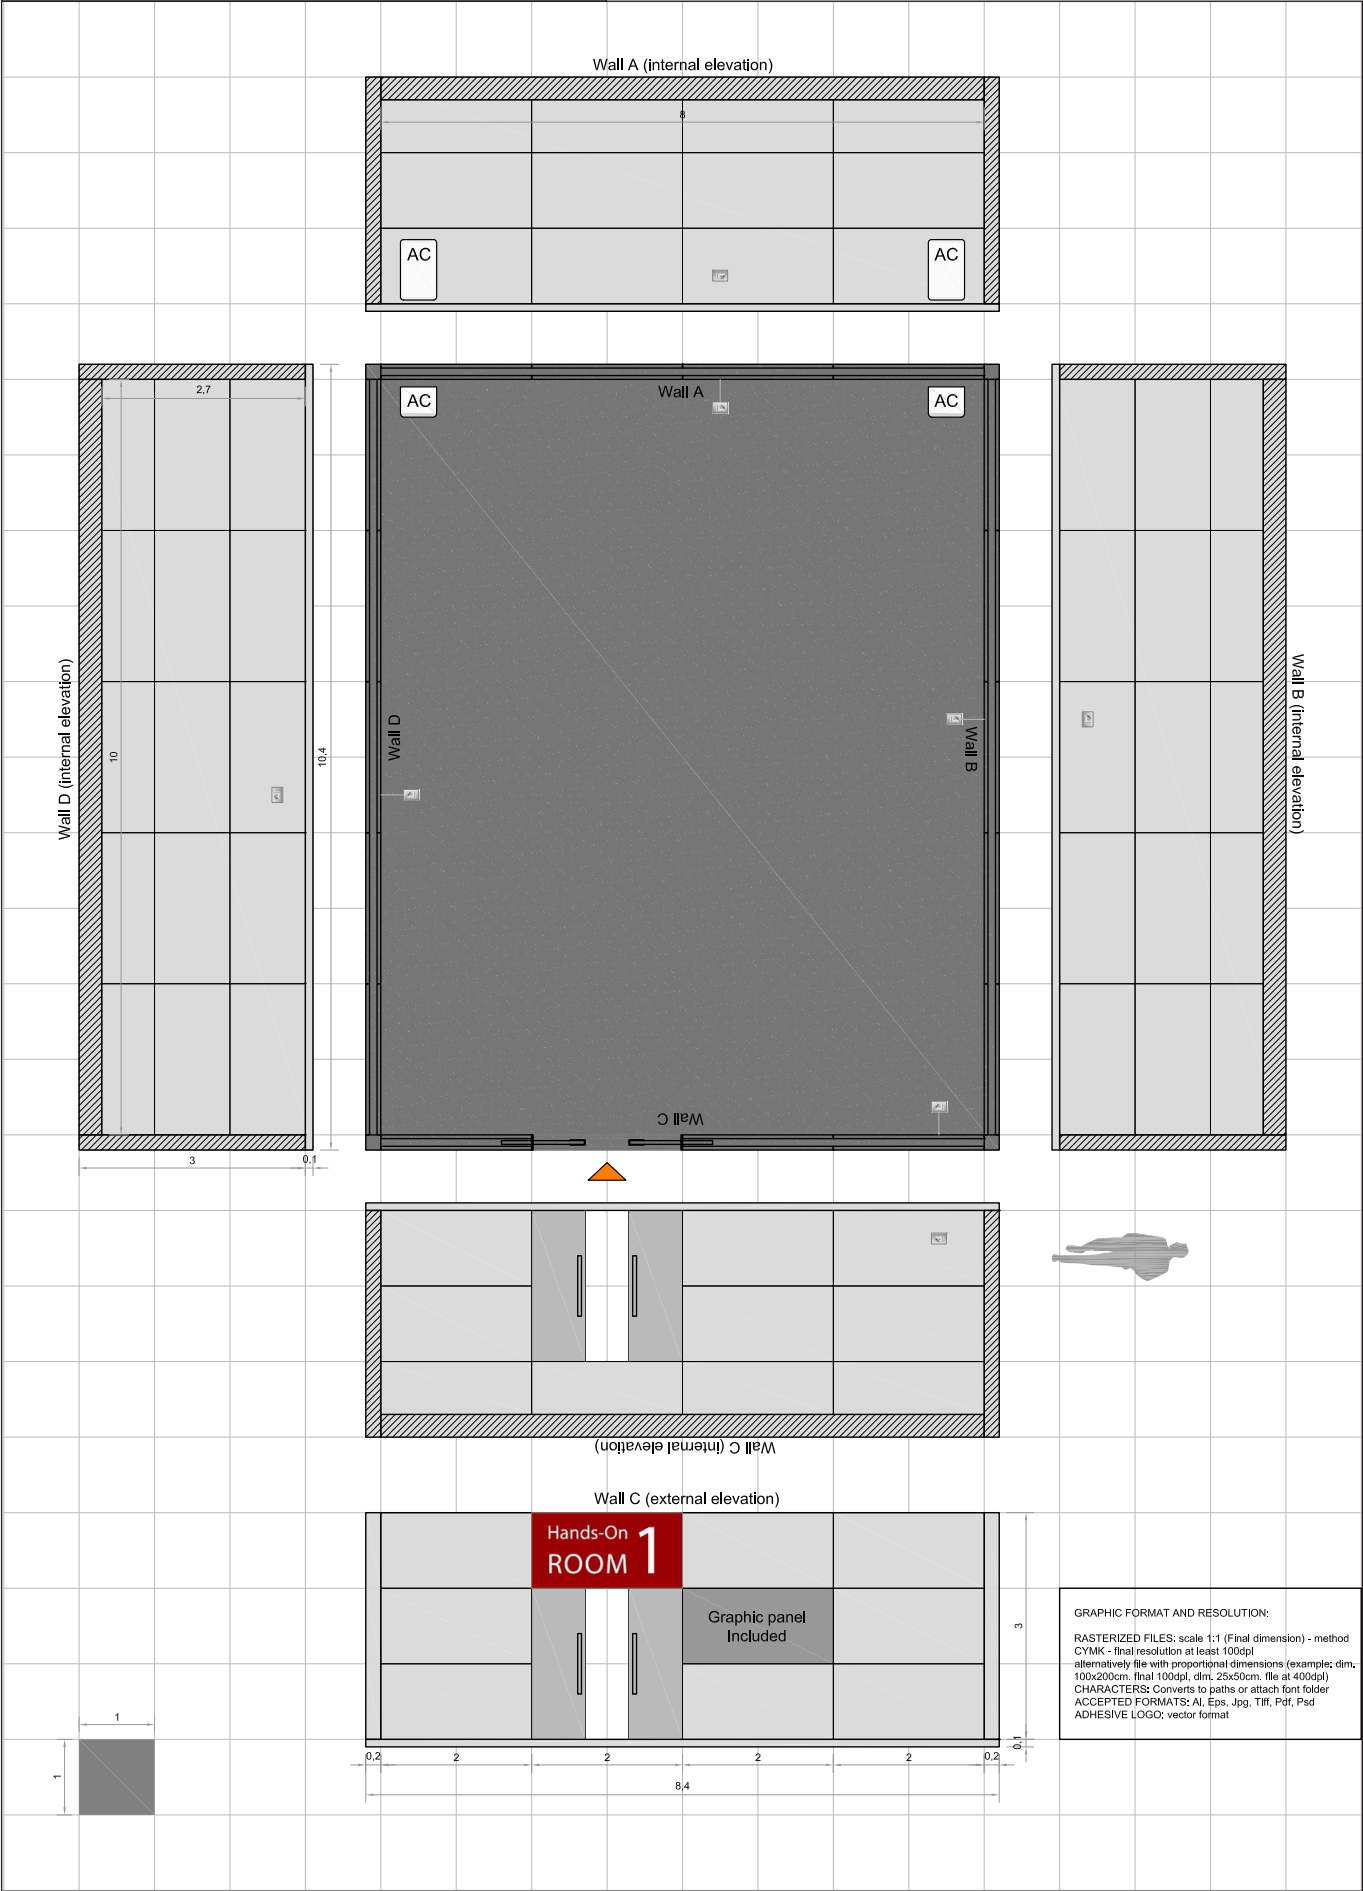 Wall A (internal elevation)
8
AC
AC
2,7
10
10,4
3
0,1
Wall D (internal elevation)
AC
Wall A
AC
Wall D
Wall B
Wall C
Wall B (internal elevation)
Wall C (internal elevation)
Wall C (external elevation)
Hands-On
ROOM 1
Graphic panel
Included
3
0,1
0,2
2
2
2
2
0,2
8,4
1
1
GRAPHIC FORMAT AND RESOLUTION:
RASTERIZED FILES: scale 1:1 (Final dimension) - method
CYMK - final resolution at least 100dpi
alternatively file with proportional dimensions (example: dim.
100x200cm. final 100dpi, dim. 25x50cm. file at 400dpi)
CHARACTERS: Converts to paths or attach font folder
ACCEPTED FORMATS: AI, Eps, Jpg, Tiff, Pdf, Psd
ADHESIVE LOGO: vector format